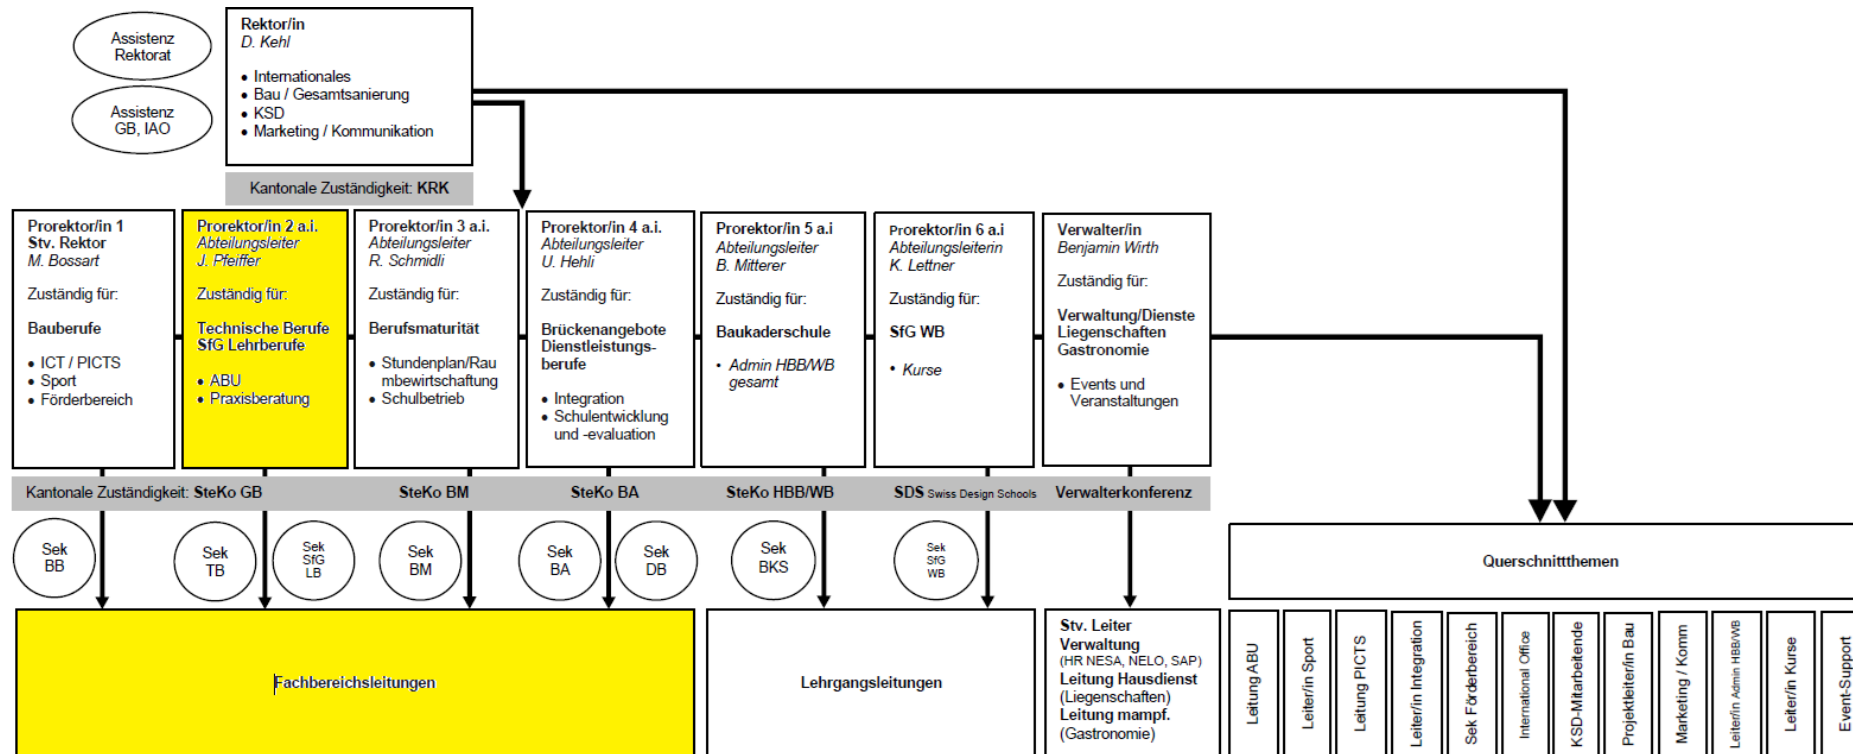 Assistenz
Rektorat
Assistenz
GB, IAO
Rektor/in
D. Kehl
• Internationales
• Bau / Gesamtsanierung
• KSD
• Marketing / Kommunikation
Kantonale Zuständigkeit: KRK
Prorektor/in 1
Stv. Rektor
M. Bossart
Zuständig für:
Bauberufe
• ICT / PICTS
• Sport
• Förderbereich
Prorektor/in 2 a.i.
Abteilungsleiter
J. Pfeiffer
Zuständig für:
Technische Berufe
SfG Lehrberufe
• ABU
• Praxisberatung
Prorektor/in 3 a.i.
Abteilungsleiter
R. Schmidli
Zuständig für:
Berufsmaturität
• Stundenplan/Rau
mbewirtschaftung
• Schulbetrieb
Prorektor/in 4 a.i.
Abteilungsleiter
U. Hehli
Zuständig für:
Brückenangebote
Dienstleistungs-
berufe
• Integration
• Schulentwicklung
und -evaluation
Prorektor/in 5 a.i
Abteilungsleiter
B. Mitterer
Zuständig für:
Baukaderschule
• Admin HBB/WB
gesamt
Prorektor/in 6 a.i
Abteilungsleiterin
K. Lettner
Zuständig für:
SfG WB
• Kurse
Verwalter/in
Benjamin Wirth
Zuständig für:
Verwaltung/Dienste
Liegenschaften
Gastronomie
• Events und
Veranstaltungen
Kantonale Zuständigkeit: SteKo GB
SteKo BM
SteKo BA
SteKo HBB/WB
SDS Swiss Design Schools
Verwalterkonferenz
Sek
BB
Sek
TB
Sek
SfG
LB
Sek
BM
Sek
BA
Sek
DB
Sek
BKS
Sek
SfG
WB
Querschnittthemen
Fachbereichsleitungen
Lehrgangsleitungen
Stv. Leiter
Verwaltung
(HR NESA, NELO, SAP)
Leitung Hausdienst
(Liegenschaften)
Leitung mampf.
(Gastronomie)
Leitung ABU
Leiter/in Sport
Leitung PICTS
Leiter/in Integration
Sek Förderbereich
International Office
KSD-Mitarbeitende
Projektleiter/in Bau
Marketing / Komm
Leiter/in Admin HBB/WB
Leiter/in Kurse
Event-Support